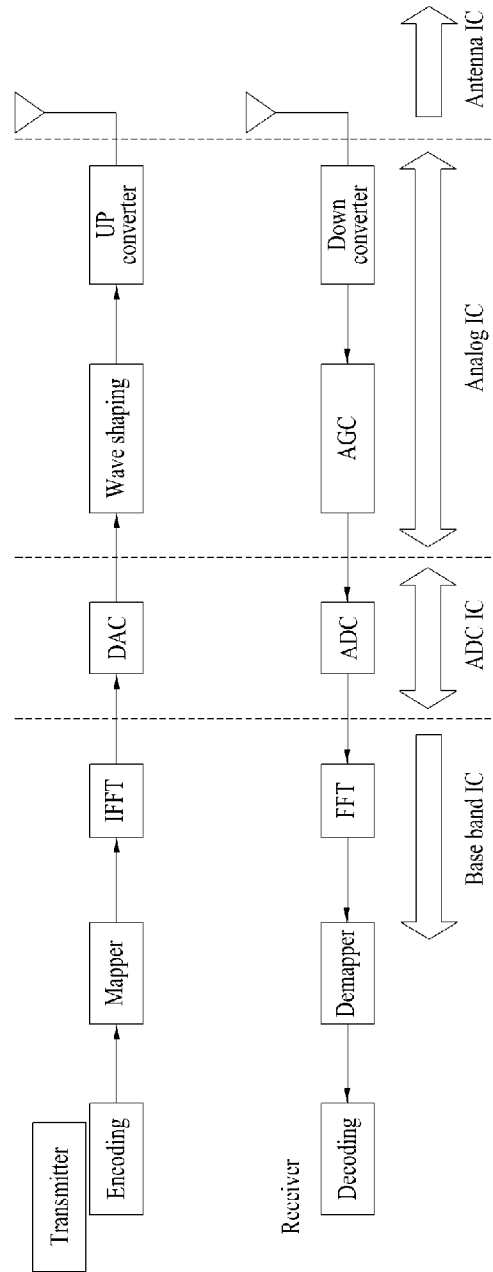 Transmitter
Encoding
Mapper
IFFT
DAC
Wave shaping
UP
converter
Receiver
Decoding
Demapper
FFT
ADC
AGC
Down
converter
Base band IC
ADC IC
Analog IC
Antenna IC